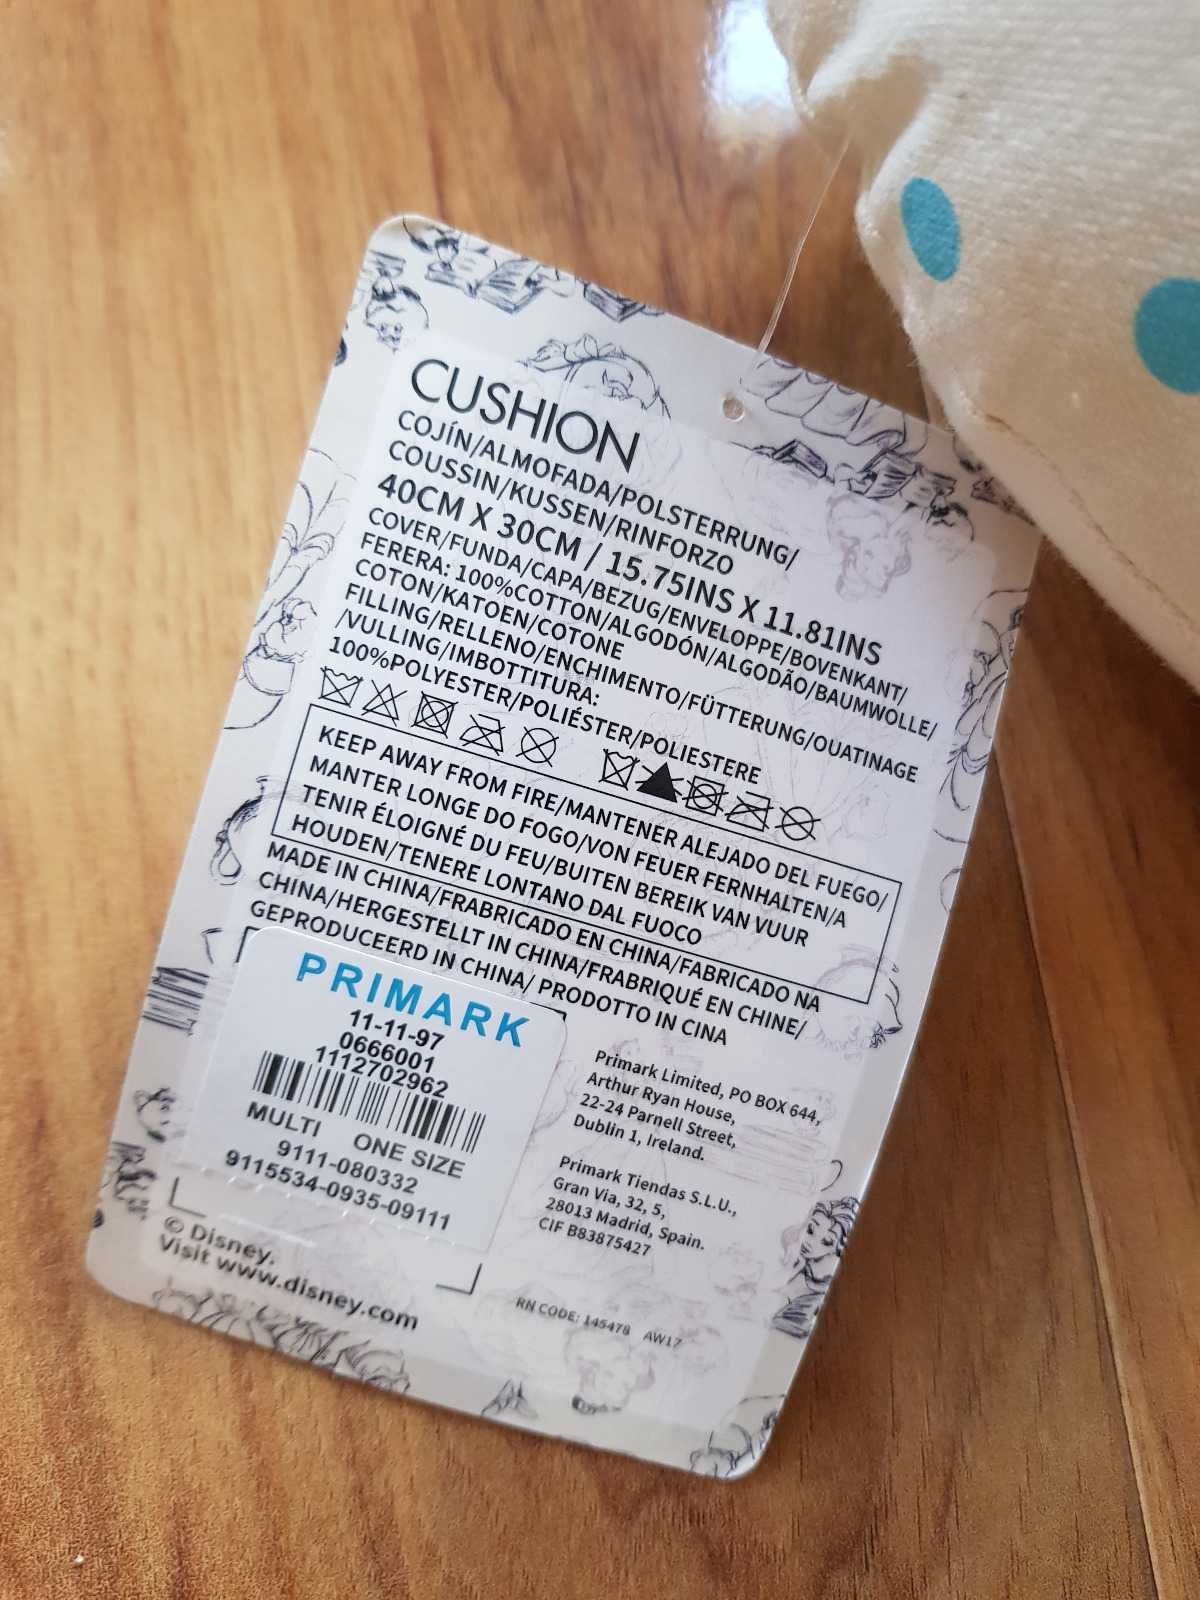 CUSHION
COJÍN/ALMOFADA/POLSTERRUNG/
COUSSIN/KUSSEN/RINFORZO
40CM X 30CM / 15.75INS X 11.81INS
COVER/FUNDA/CAPA/BEZUG/ENVELOPPE/BOVENKANT/
FERERA: 100%COTTON/ALGODÓN/ALGODÃO/BAUMWOLLE/
COTON/KATOEN/COTONE
FILLING/RELLENO/ENCHIMENTO/FÜTTERUNG/OUATINAGE
/VULLING/IMBOTTITURA:
100%POLYESTER/POLIÉSTER/POLIESTERE
KEEP AWAY FROM FIRE/MANTENER ALEJADO DEL FUEGO/
MANTER LONGE DO FOGO/VON FEUER FERNHALTEN/A
TENIR ÉLOIGNÉ DU FEU/BUITEN BEREIK VAN VUUR
HOUDEN/TENERE LONTANO DAL FUOCO
MADE IN CHINA/FRABRICADO EN CHINA/FABRICADO NA
CHINA/HERGESTELLT IN CHINA/FRABRIQUÉ EN CHINE/
GEPRODUCEERD IN CHINA/ PRODOTTO IN CINA
PRIMARK
11-11-97
0666001
1112702962
MULTI ONE SIZE
9111-080332
9115534-0935-09111
© Disney.
Visit www.disney.com
Primark Limited, PO BOX 644,
Arthur Ryan House,
22-24 Parnell Street,
Dublin 1, Ireland.
Primark Tiendas S.L.U.,
Gran Via, 32, 5,
28013 Madrid, Spain.
CIF B83875427
RN CODE: 145478 AW17